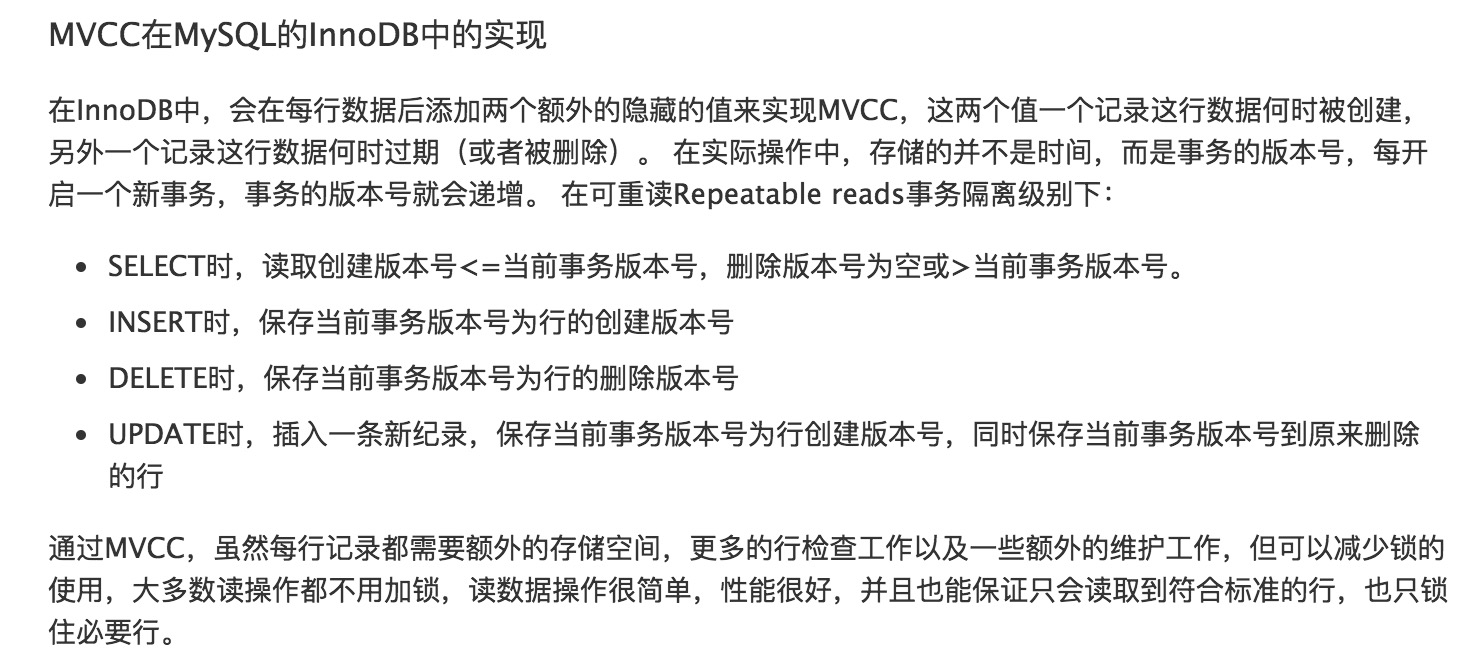 MVCC在MySQL的InnoDB中的实现
在InnoDB中，会在每行数据后添加两个额外的隐藏的值来实现MVCC，这两个值一个记录这行数据何时被创建，
另外一个记录这行数据何时过期（或者被删除）。 在实际操作中，存储的并不是时间，而是事务的版本号，每开
启一个新事务，事务的版本号就会递增。 在可重读Repeatable reads事务隔离级别下：
• SELECT时，读取创建版本号<=当前事务版本号，删除版本号为空或>当前事务版本号。
• INSERT时，保存当前事务版本号为行的创建版本号
• DELETE时，保存当前事务版本号为行的删除版本号
• UPDATE时，插入一条新纪录，保存当前事务版本号为行创建版本号，同时保存当前事务版本号到原来删除
的行
通过MVCC，虽然每行记录都需要额外的存储空间，更多的行检查工作以及一些额外的维护工作，但可以减少锁的
使用，大多数读操作都不用加锁，读数据操作很简单，性能很好，并且也能保证只会读取到符合标准的行，也只锁
住必要行。